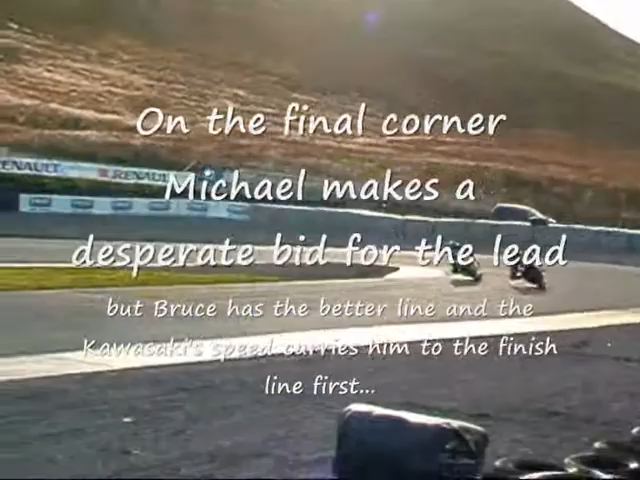 On the final corner
Michael makes a
desperate bid for the lead
but Bruce has the better line and the
Kawasaki's speed carries him to the finish
line first...
RENAULT
RENAULT